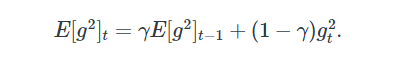 E[g²]ₜ = γE[g²]ₜ₋₁ + (1 − γ)gₜ².